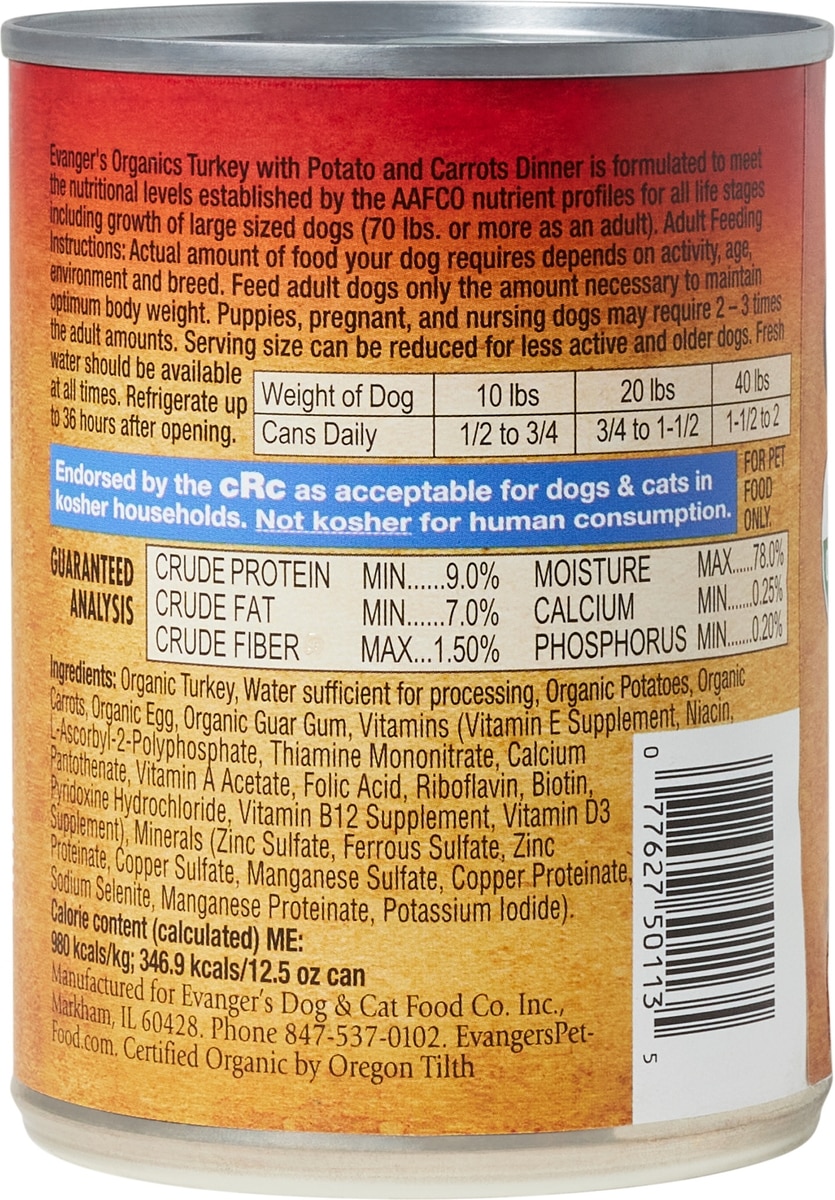 Evanger's Organics Turkey with Potato and Carrots Dinner is formulated to meet
the nutritional levels established by the AAFCO nutrient profiles for all life stages
including growth of large sized dogs (70 lbs. or more as an adult). Adult Feeding
Instructions: Actual amount of food your dog requires depends on activity, age,
environment and breed. Feed adult dogs only the amount necessary to maintain
optimum body weight. Puppies, pregnant, and nursing dogs may require 2 – 3 times
the adult amounts. Serving size can be reduced for less active and older dogs. Fresh
water should be available
at all times. Refrigerate up
to 36 hours after opening.
Weight of Dog 10 lbs 20 lbs 40 lbs
Cans Daily 1/2 to 3/4 3/4 to 1-1/2 1-1/2 to 2
Endorsed by the cRc as acceptable for dogs & cats in
kosher households. Not kosher for human consumption.
FOR PET
FOOD
ONLY.
GUARANTEED
ANALYSIS
CRUDE PROTEIN MIN......9.0% MOISTURE MAX.....78.0%
CRUDE FAT MIN......7.0% CALCIUM MIN.......0.25%
CRUDE FIBER MAX...1.50% PHOSPHORUS MIN.......0.20%
Ingredients: Organic Turkey, Water sufficient for processing, Organic Potatoes, Organic
Carrots, Organic Egg, Organic Guar Gum, Vitamins (Vitamin E Supplement, Niacin,
L-Ascorbyl-2-Polyphosphate, Thiamine Mononitrate, Calcium
Pantothenate, Vitamin A Acetate, Folic Acid, Riboflavin, Biotin,
Pyridoxine Hydrochloride, Vitamin B12 Supplement, Vitamin D3
Supplement), Minerals (Zinc Sulfate, Ferrous Sulfate, Zinc
Proteinate, Copper Sulfate, Manganese Sulfate, Copper Proteinate,
Sodium Selenite, Manganese Proteinate, Potassium Iodide).
Calorie content (calculated) ME:
980 kcals/kg; 346.9 kcals/12.5 oz can
Manufactured for Evanger's Dog & Cat Food Co. Inc.,
Markham, IL 60428. Phone 847-537-0102. EvangersPet-
Food.com. Certified Organic by Oregon Tilth
0 77627 50113 5